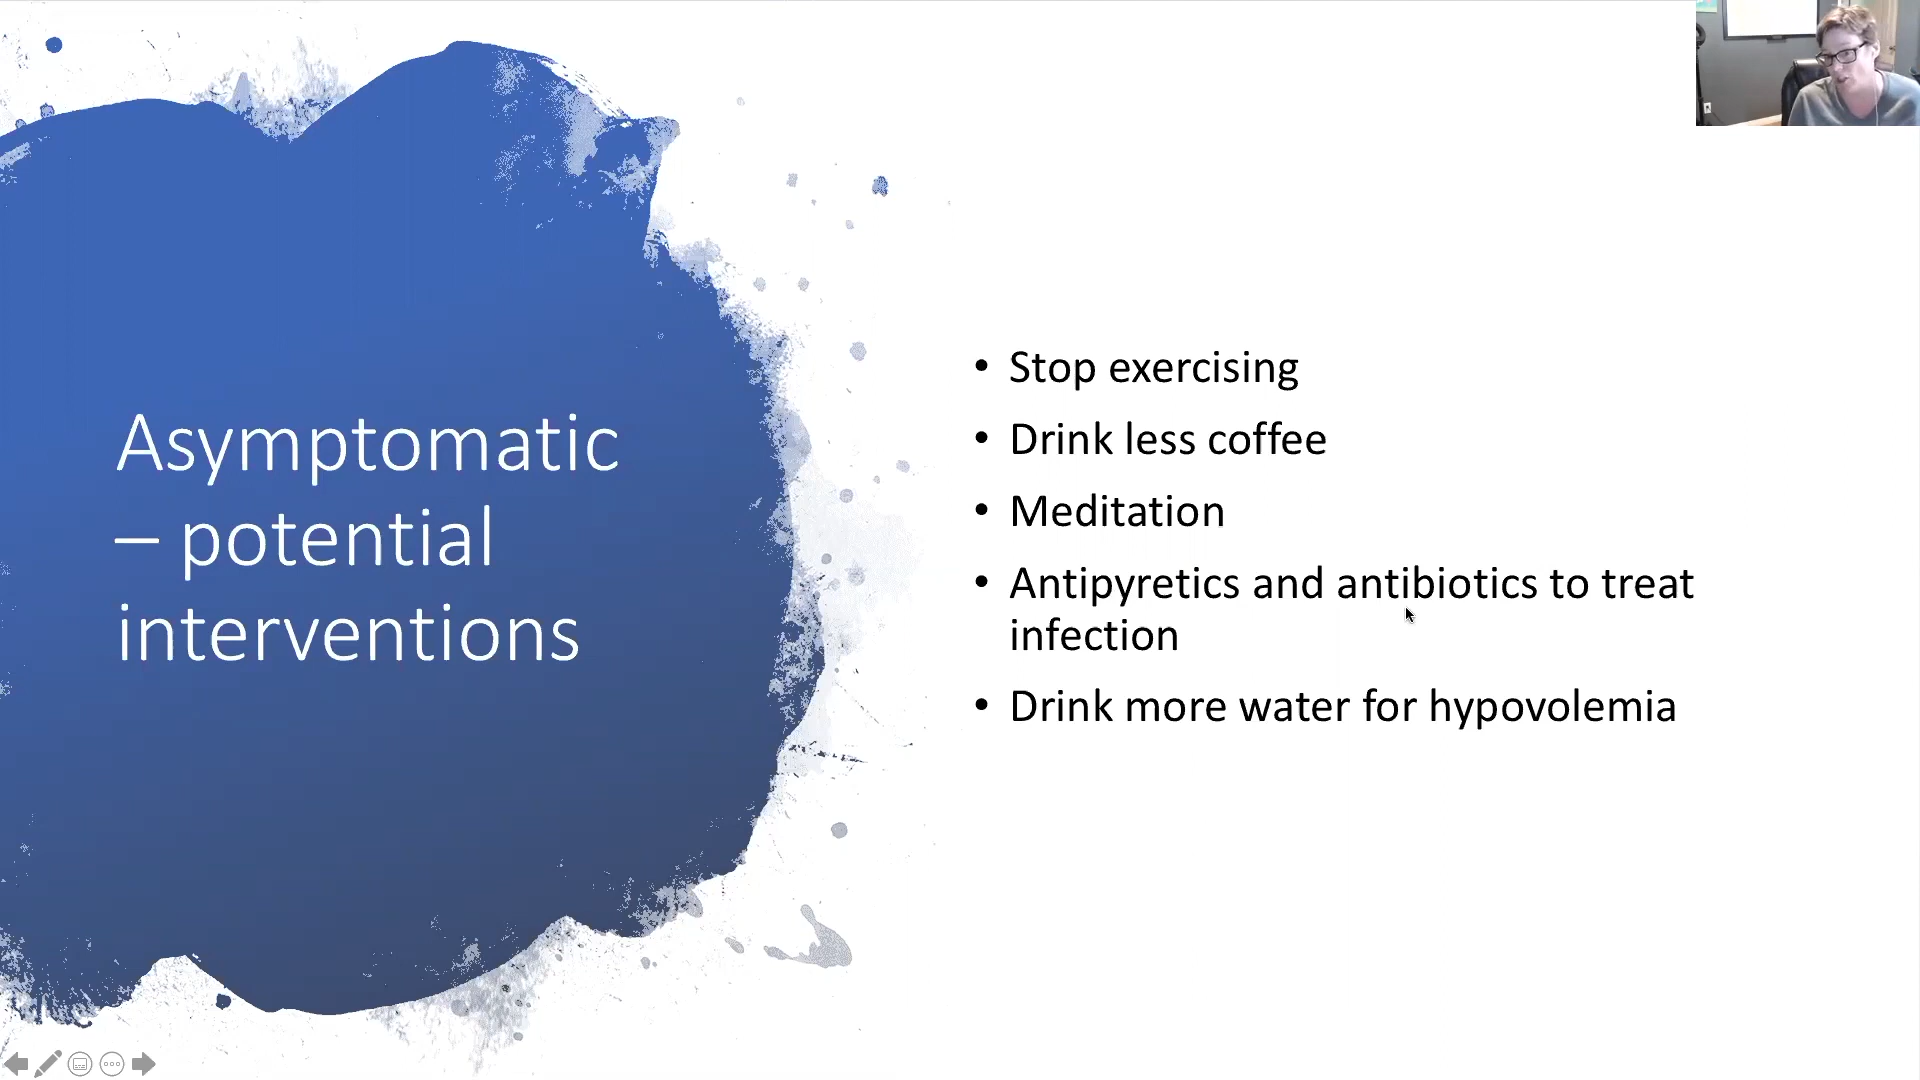 Asymptomatic
– potential
interventions
• Stop exercising
• Drink less coffee
• Meditation
• Antipyretics and antibiotics to treat
infection
• Drink more water for hypovolemia